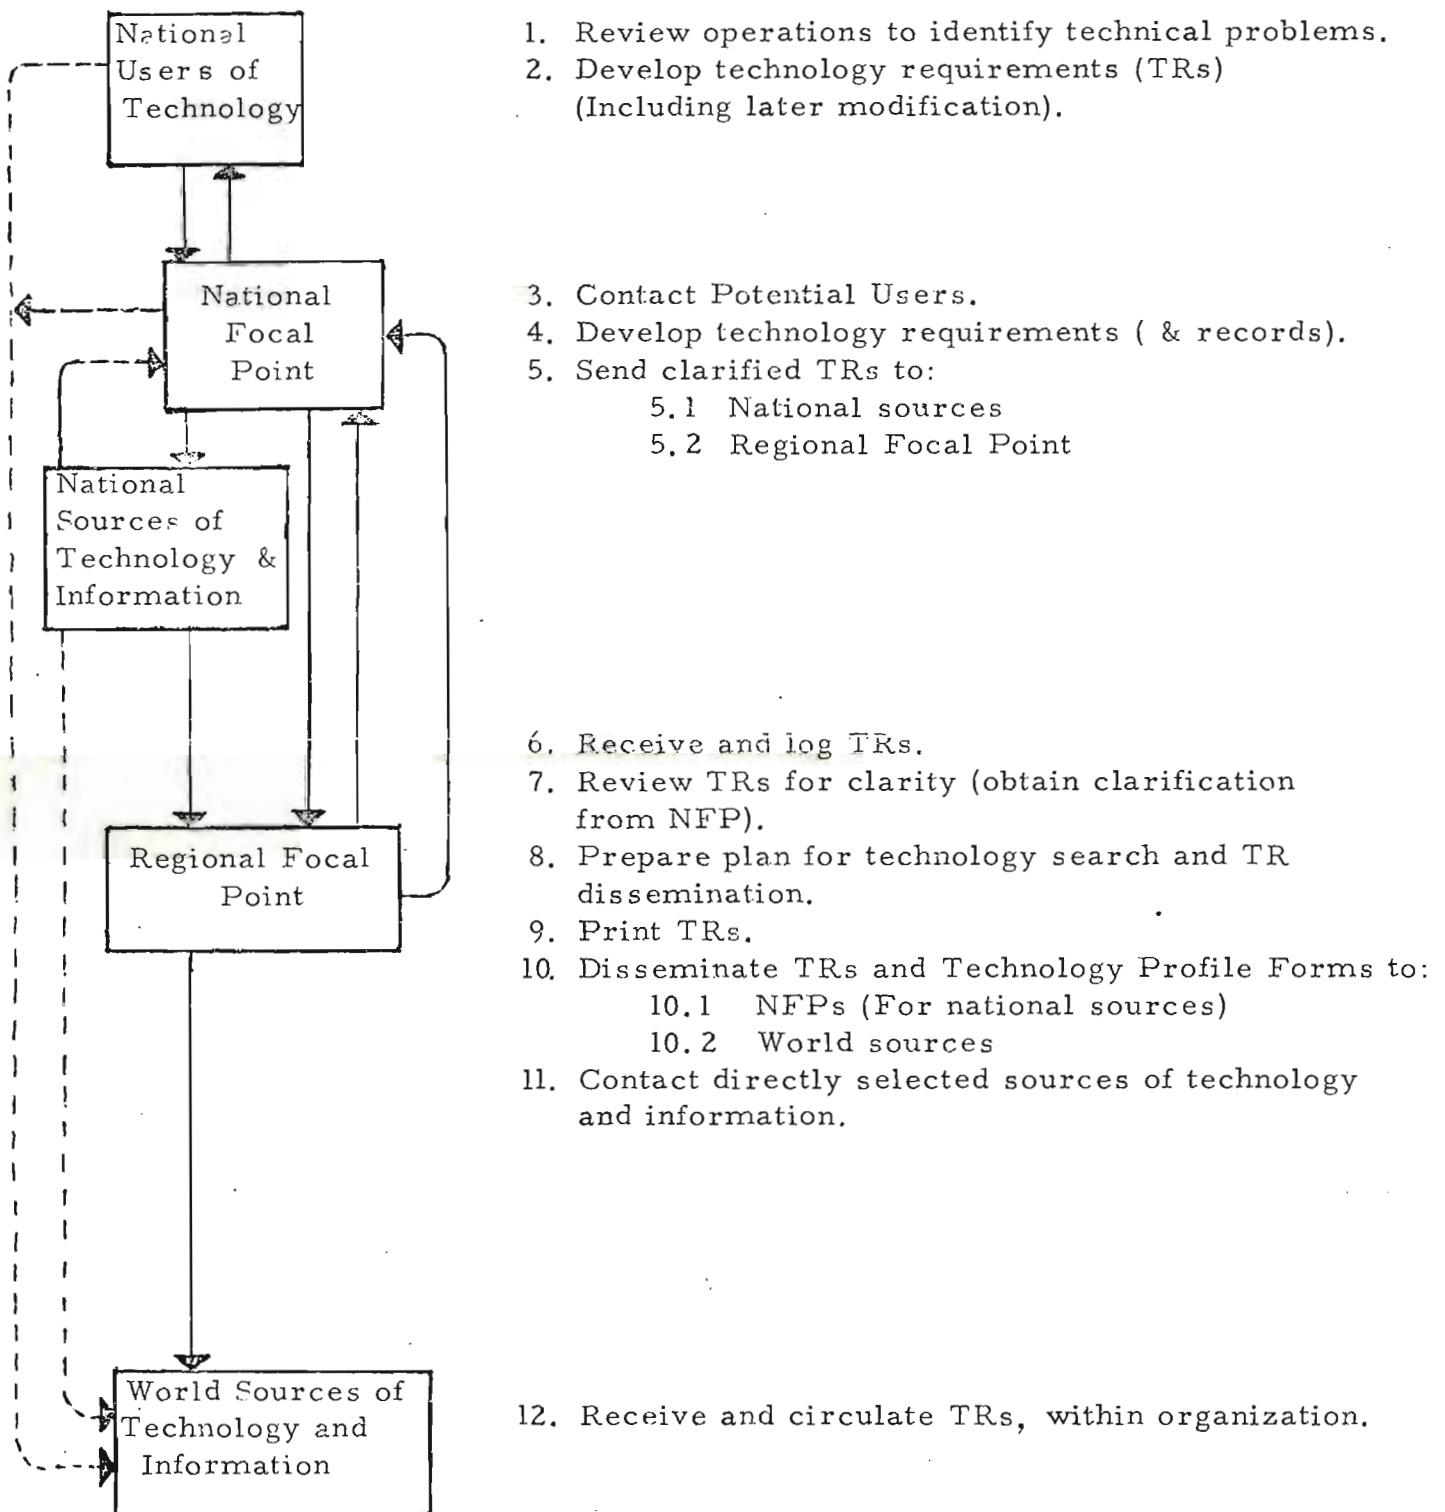 National
Users of
Technology
1. Review operations to identify technical problems.
2. Develop technology requirements (TRs)
(Including later modification).
National
Focal
Point
3. Contact Potential Users.
4. Develop technology requirements ( & records).
5. Send clarified TRs to:
5.1 National sources
5.2 Regional Focal Point
National
Sources of
Technology &
Information
6. Receive and log TRs.
7. Review TRs for clarity (obtain clarification
from NFP).
8. Prepare plan for technology search and TR
dissemination.
9. Print TRs.
10. Disseminate TRs and Technology Profile Forms to:
10.1 NFPs (For national sources)
10.2 World sources
11. Contact directly selected sources of technology
and information.
Regional Focal
Point
World Sources of
Technology and
Information
12. Receive and circulate TRs, within organization.